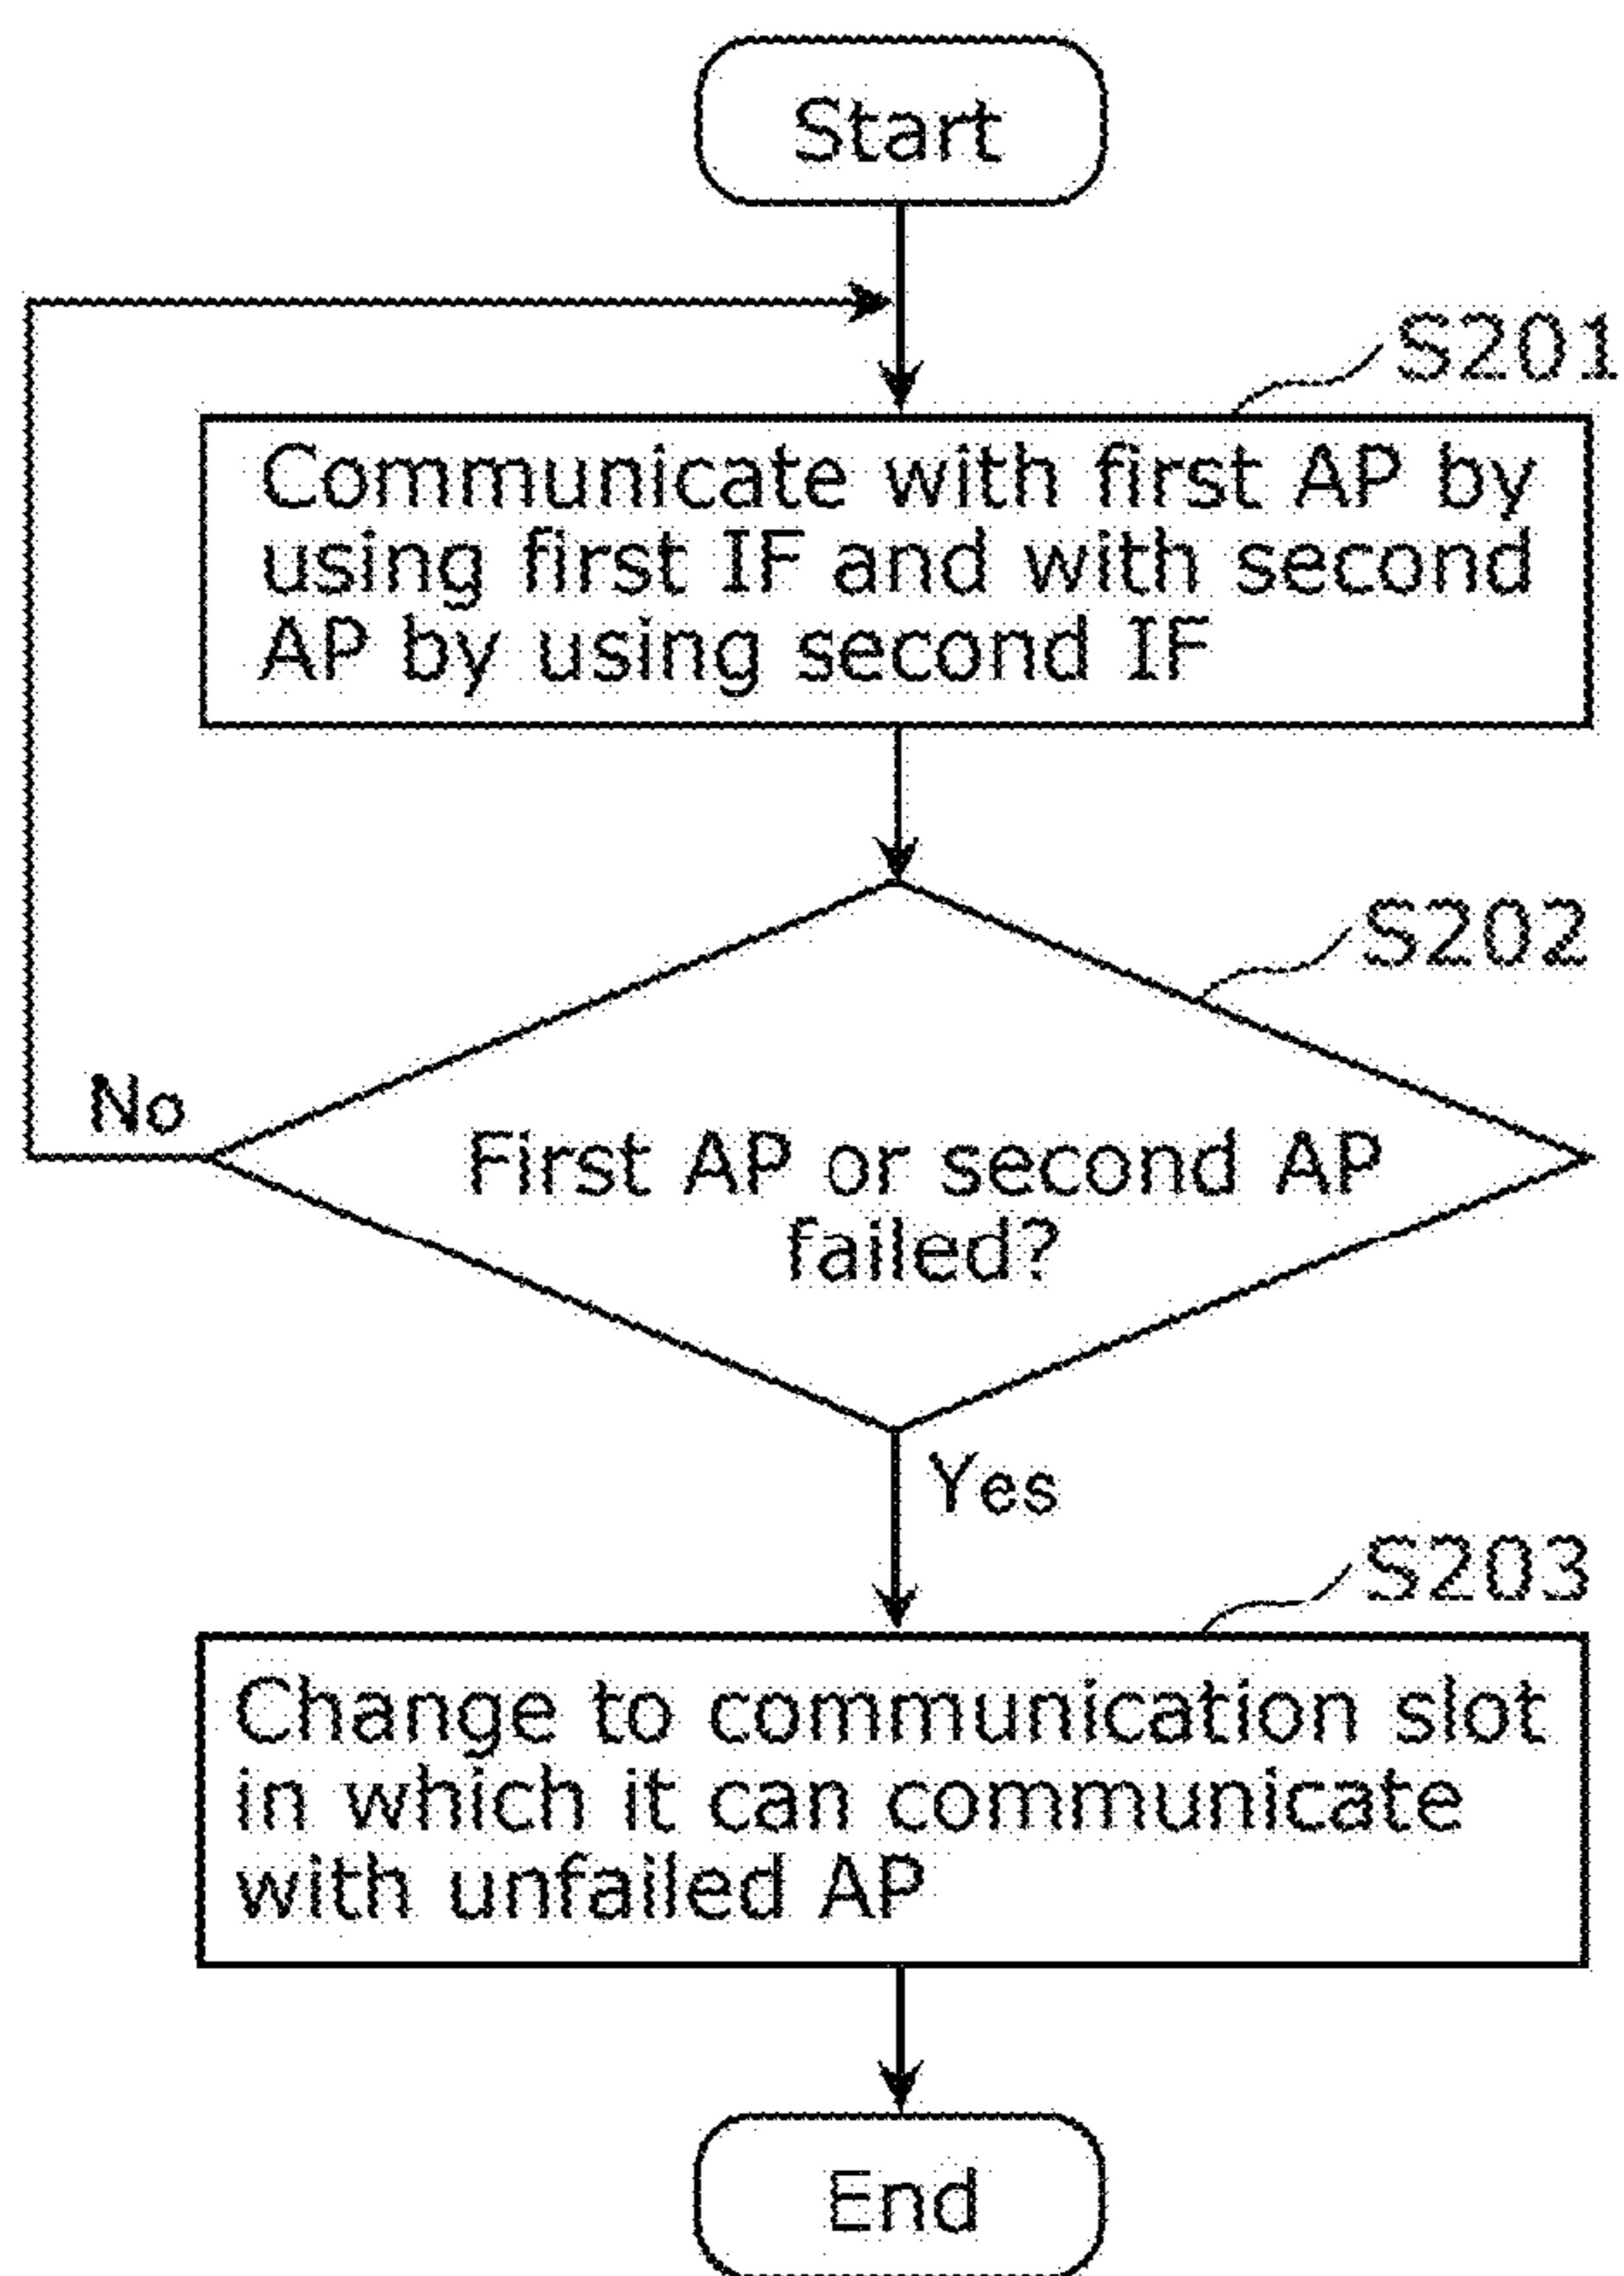 Start
S201
Communicate with first AP by
using first IF and with second
AP by using second IF
S202
No
First AP or second AP
failed?
Yes
S203
Change to communication slot
in which it can communicate
with unfailed AP
End